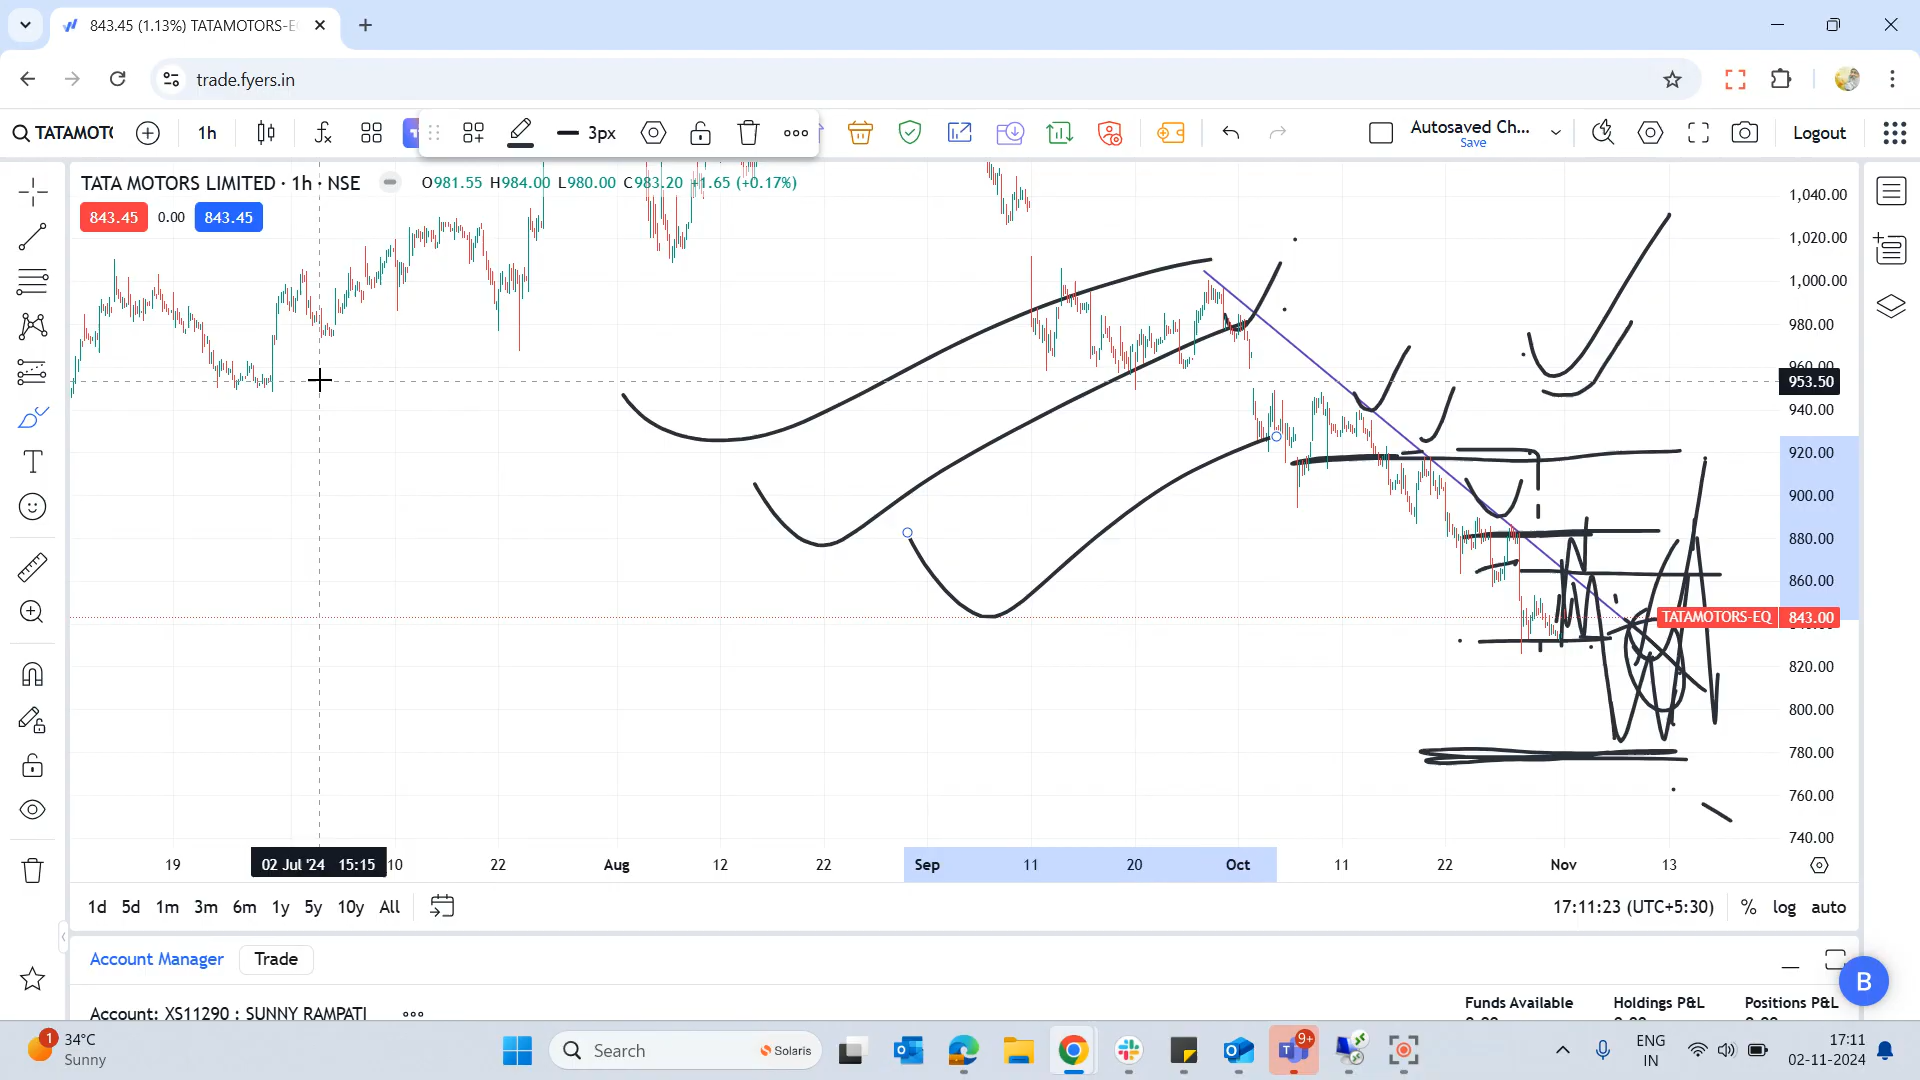 843.45 (1.13%) TATAMOTORS-E
trade.fyers.in
TATAMOT
1h
3px
Autosaved Ch...
Save
Logout
TATA MOTORS LIMITED · 1h · NSE
O981.55 H984.00 L980.00 C983.20 +1.65 (+0.17%)
843.45
0.00
843.45
1,040.00
1,020.00
1,000.00
980.00
960.00
953.50
940.00
920.00
900.00
880.00
860.00
TATAMOTORS-EQ
843.00
820.00
800.00
780.00
760.00
740.00
19
02 Jul '24 15:15
10
22
Aug
12
22
Sep
11
20
Oct
11
22
Nov
13
1d
5d
1m
3m
6m
1y
5y
10y
All
17:11:23 (UTC+5:30)
%
log
auto
Account Manager
Trade
B
Account: XS11290 : SUNNY RAMPATI
Funds Available
Holdings P&L
Positions P&L
1
34°C
Sunny
Search
Solaris
9+
ENG
IN
17:11
02-11-2024